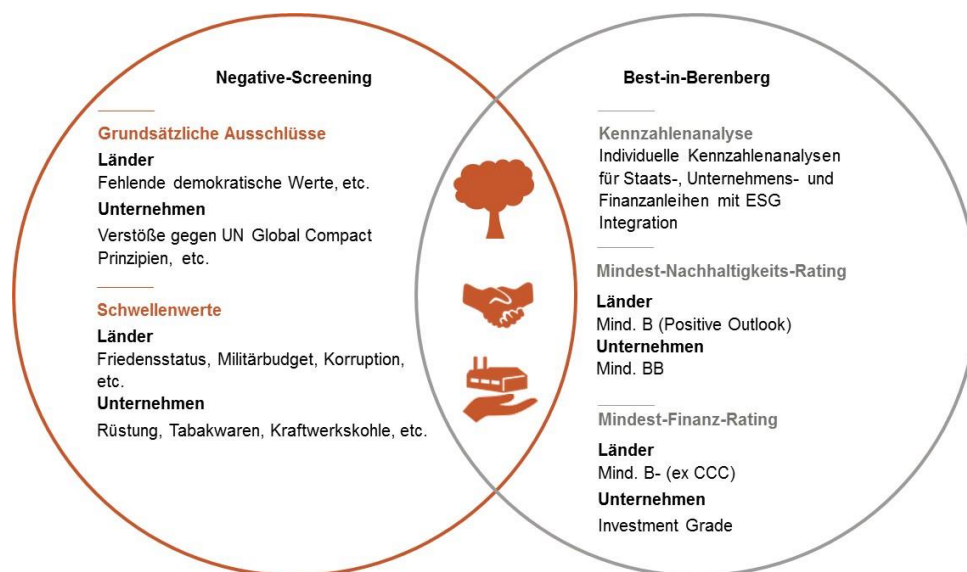 Negative-Screening
Grundsätzliche Ausschlüsse
Länder
Fehlende demokratische Werte, etc.
Unternehmen
Verstöße gegen UN Global Compact
Prinzipien, etc.
Schwellenwerte
Länder
Friedensstatus, Militärbudget, Korruption,
etc.
Unternehmen
Rüstung, Tabakwaren, Kraftwerkskohle, etc.
Best-in-Berenberg
Kennzahlenanalyse
Individuelle Kennzahlenanalysen
für Staats-, Unternehmens- und
Finanzanleihen mit ESG
Integration
Mindest-Nachhaltigkeits-Rating
Länder
Mind. B (Positive Outlook)
Unternehmen
Mind. BB
Mindest-Finanz-Rating
Länder
Mind. B- (ex CCC)
Unternehmen
Investment Grade